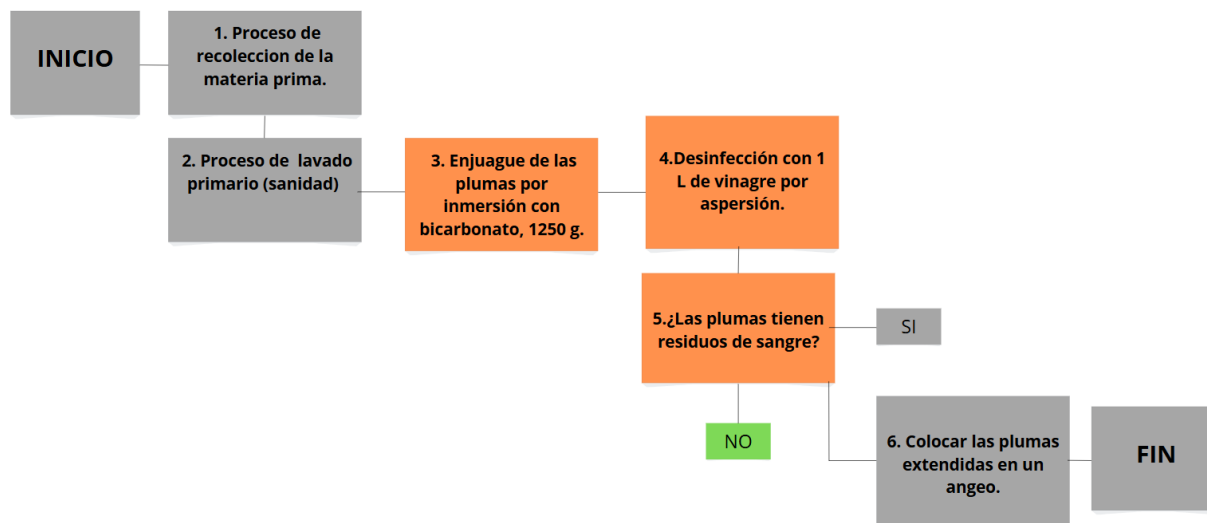 INICIO
1. Proceso de
recoleccion de la
materia prima.
2. Proceso de lavado
primario (sanidad)
3. Enjuague de las
plumas por
inmersión con
bicarbonato, 1250 g.
4.Desinfección con 1
L de vinagre por
aspersión.
5.¿Las plumas tienen
residuos de sangre?
SI
NO
6. Colocar las plumas
extendidas en un
angeo.
FIN